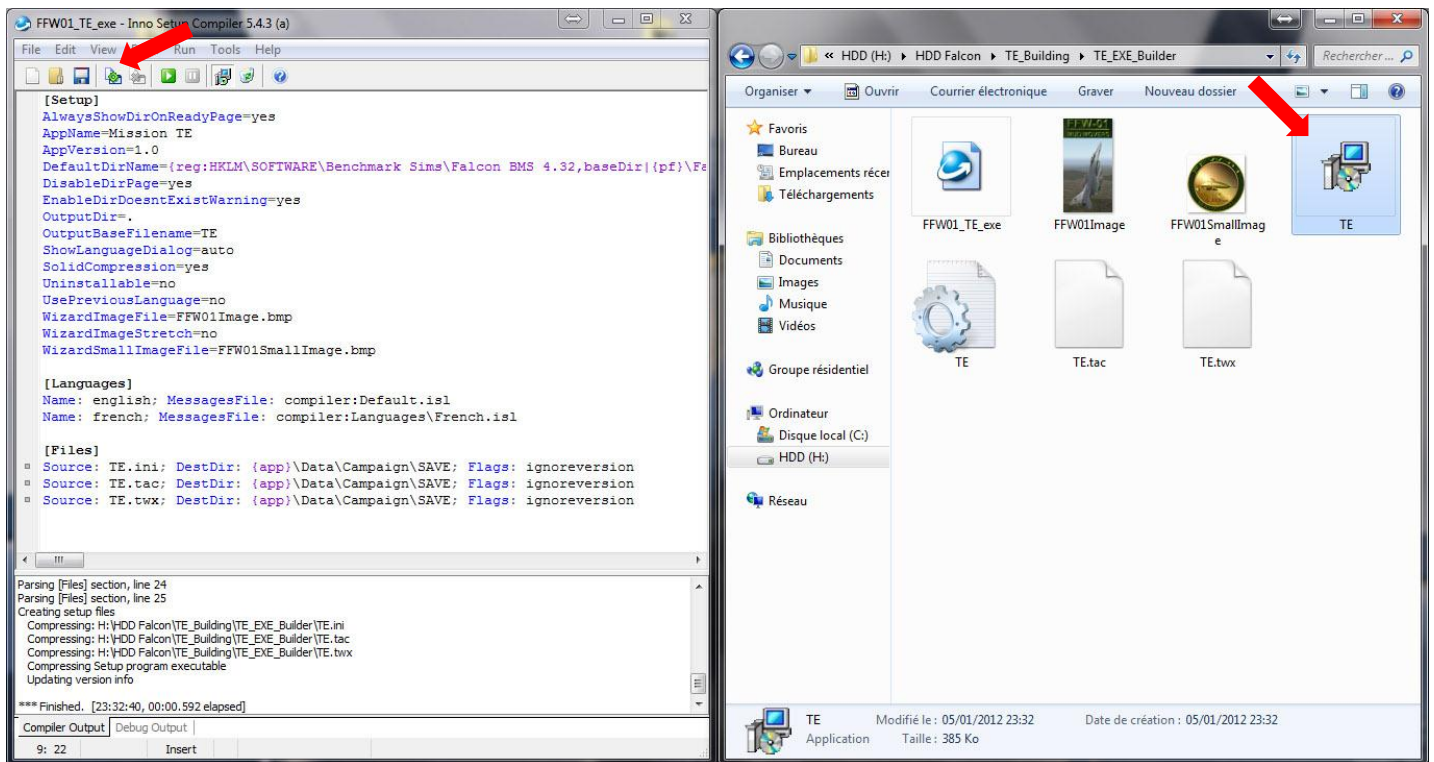 FFW01_TE_exe - Inno Setup Compiler 5.4.3 (a)
File Edit View Run Tools Help
[Setup]
AlwaysShowDirOnReadyPage=yes
AppName=Mission TE
AppVersion=1.0
DefaultDirName={reg:HKLM\SOFTWARE\Benchmark Sims\Falcon BMS 4.32,baseDir|{pf}\Fa
DisableDirPage=yes
EnableDirDoesntExistWarning=yes
OutputDir=.
OutputBaseFilename=TE
ShowLanguageDialog=auto
SolidCompression=yes
Uninstallable=no
UsePreviousLanguage=no
WizardImageFile=FFW01Image.bmp
WizardImageStretch=no
WizardSmallImageFile=FFW01SmallImage.bmp
[Languages]
Name: english; MessagesFile: compiler:Default.isl
Name: french; MessagesFile: compiler:Languages\French.isl
[Files]
Source: TE.ini; DestDir: {app}\Data\Campaign\SAVE; Flags: ignoreversion
Source: TE.tac; DestDir: {app}\Data\Campaign\SAVE; Flags: ignoreversion
Source: TE.twx; DestDir: {app}\Data\Campaign\SAVE; Flags: ignoreversion
Parsing [Files] section, line 24
Parsing [Files] section, line 25
Creating setup files
Compressing: H:\HDD Falcon\TE_Building\TE_EXE_Builder\TE.ini
Compressing: H:\HDD Falcon\TE_Building\TE_EXE_Builder\TE.tac
Compressing: H:\HDD Falcon\TE_Building\TE_EXE_Builder\TE.twx
Compressing Setup program executable
Updating version info
*** Finished. [23:32:40, 00:00.592 elapsed]
Compiler Output Debug Output
9: 22 Insert
« HDD (H:) HDD Falcon TE_Building TE_EXE_Builder Rechercher ...
Organiser Ouvrir Courrier électronique Graver Nouveau dossier
Favoris
Bureau
Emplacements récer
Téléchargements
Bibliothèques
Documents
Images
Musique
Vidéos
Groupe résidentiel
Ordinateur
Disque local (C:)
HDD (H:)
Réseau
FFW-01
FFW01_TE_exe FFW01Image FFW01SmallImag TE
e
TE TE.tac TE.twx
TE Modifié le : 05/01/2012 23:32 Date de création : 05/01/2012 23:32
Application Taille : 385 Ko